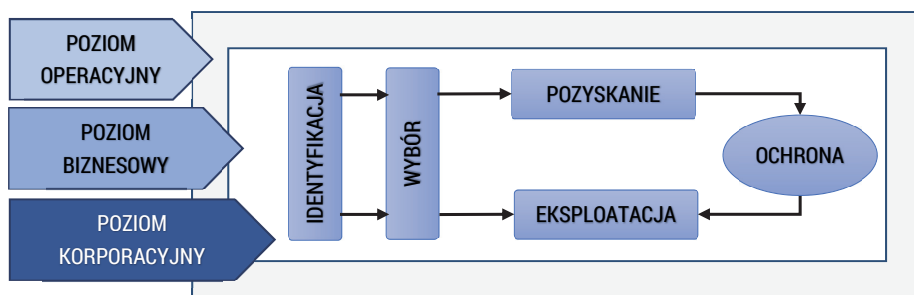 POZIOM
OPERACYJNY
POZIOM
BIZNESOWY
POZIOM
KORPORACYJNY
IDENTYFIKACJA
WYBÓR
POZYSKANIE
OCHRONA
EKSPLOATACJA